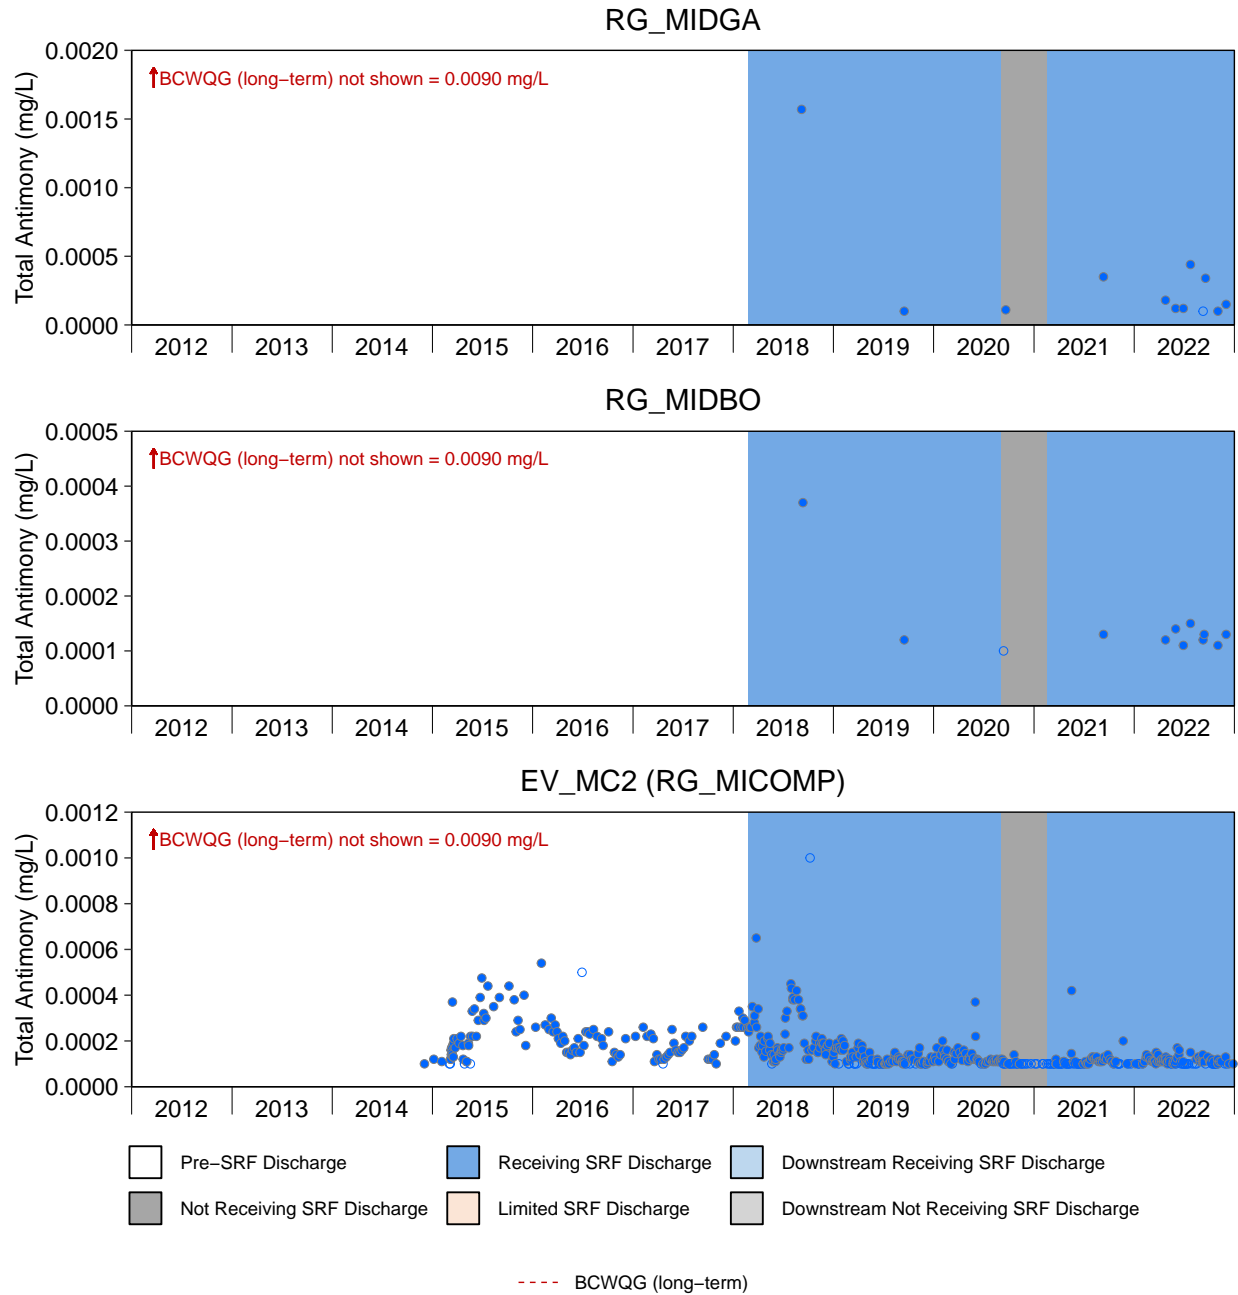 RG_MIDGA
Total Antimony (mg/L)
0.0020
0.0015
0.0010
0.0005
0.0000
BCWQG (long−term) not shown = 0.0090 mg/L
2012 2013 2014 2015 2016 2017 2018 2019 2020 2021 2022
RG_MIDBO
Total Antimony (mg/L)
0.0005
0.0004
0.0003
0.0002
0.0001
0.0000
BCWQG (long−term) not shown = 0.0090 mg/L
2012 2013 2014 2015 2016 2017 2018 2019 2020 2021 2022
EV_MC2 (RG_MICOMP)
Total Antimony (mg/L)
0.0012
0.0010
0.0008
0.0006
0.0004
0.0002
0.0000
BCWQG (long−term) not shown = 0.0090 mg/L
2012 2013 2014 2015 2016 2017 2018 2019 2020 2021 2022
Pre−SRF Discharge Receiving SRF Discharge Downstream Receiving SRF Discharge
Not Receiving SRF Discharge Limited SRF Discharge Downstream Not Receiving SRF Discharge
BCWQG (long−term)